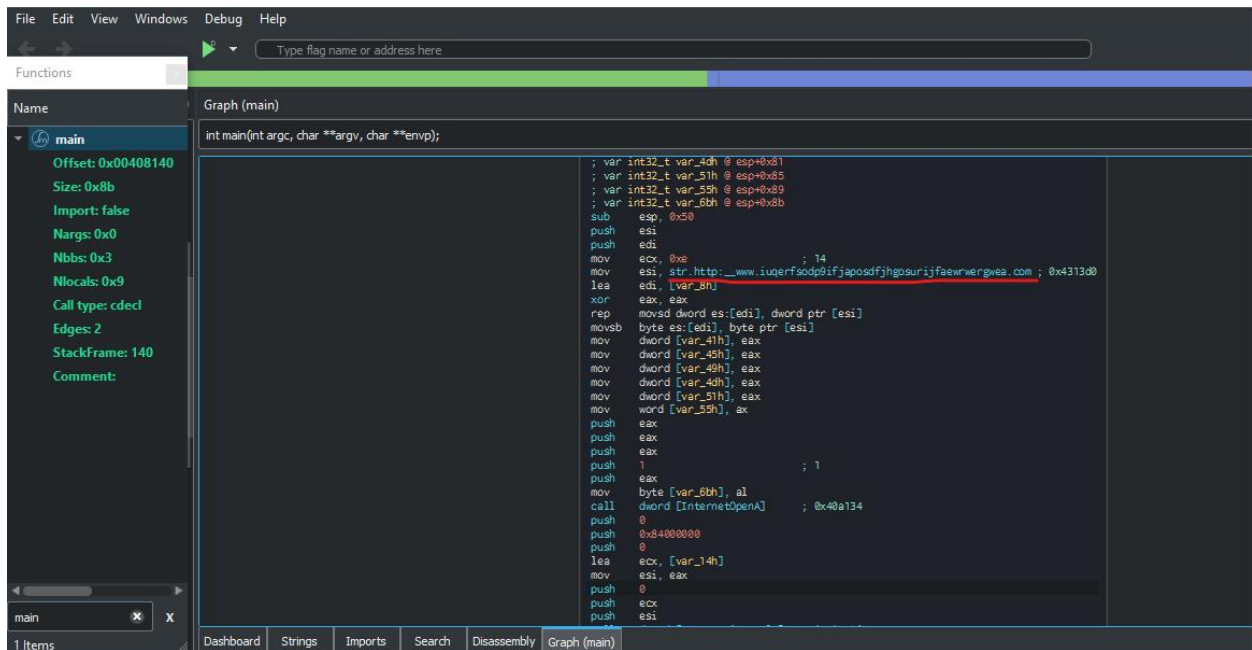 File Edit View Windows Debug Help
Type flag name or address here
Functions
Name
main
Offset: 0x00408140
Size: 0x8b
Import: false
Nargs: 0x0
Nbbs: 0x3
Nlocals: 0x9
Call type: cdecl
Edges: 2
StackFrame: 140
Comment:
main
1 Items
Graph (main)
int main(int argc, char **argv, char **envp);
; var int32_t var_4dh @ esp+0x81
; var int32_t var_51h @ esp+0x85
; var int32_t var_55h @ esp+0x89
; var int32_t var_6bh @ esp+0x8b
sub esp, 0x50
push esi
push edi
mov ecx, 0xe ; 14
mov esi, str.http:__www.iuqerfsodp9ifjaposdfjhgosurijfaewrwergwea.com ; 0x4313d0
lea edi, [var_8h]
xor eax, eax
rep movsd dword es:[edi], dword ptr [esi]
movsb byte es:[edi], byte ptr [esi]
mov dword [var_41h], eax
mov dword [var_45h], eax
mov dword [var_49h], eax
mov dword [var_4dh], eax
mov dword [var_51h], eax
mov word [var_55h], ax
push eax
push eax
push eax
push 1 ; 1
push eax
mov byte [var_6bh], al
call dword [InternetOpenA] ; 0x40a134
push 0
push 0x84000000
push 0
lea ecx, [var_14h]
mov esi, eax
push 0
push ecx
push esi
Dashboard Strings Imports Search Disassembly Graph (main)